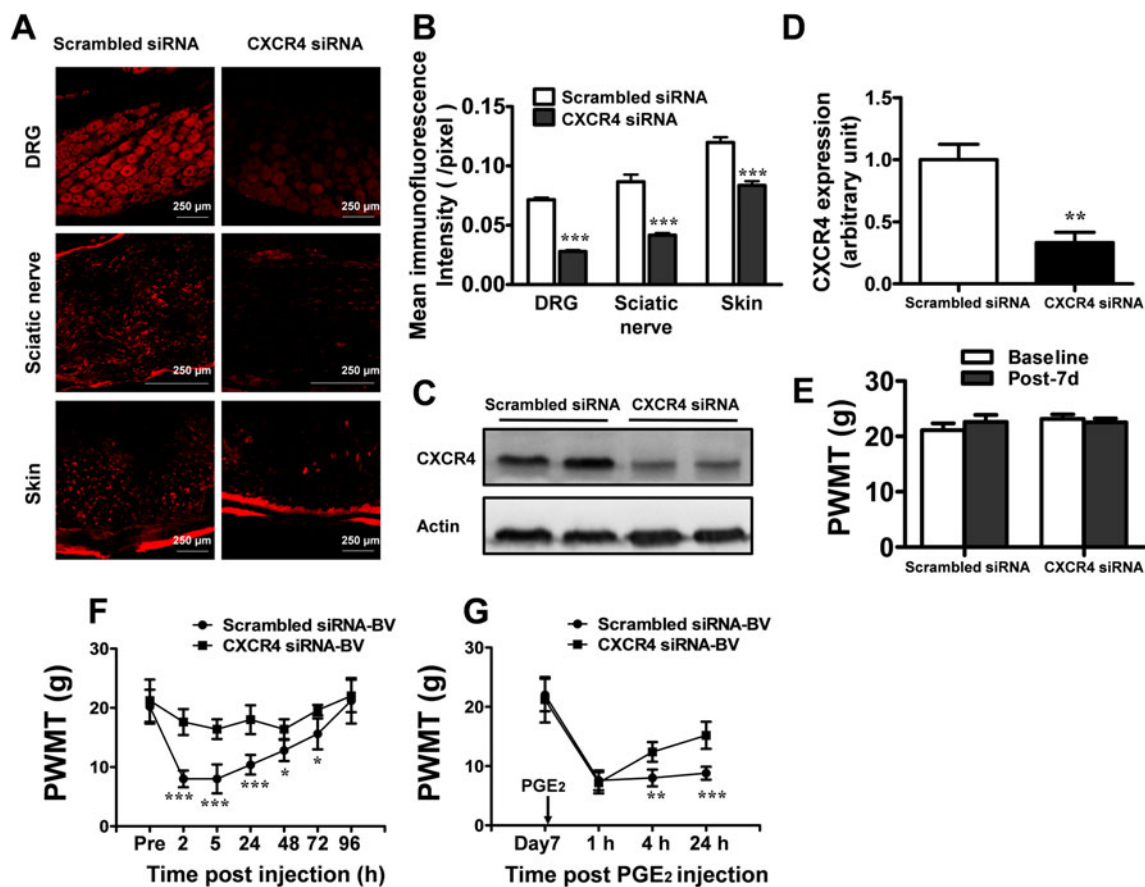 A
Scrambled siRNA CXCR4 siRNA
DRG
250 µm 250 µm
Sciatic nerve
250 µm 250 µm
Skin
250 µm 250 µm
B
Scrambled siRNA
CXCR4 siRNA
Mean immunofluorescence
Intensity ( /pixel)
0.15
0.10
0.05
0.00
*** *** ***
DRG Sciatic Skin
nerve
C
Scrambled siRNA CXCR4 siRNA
CXCR4
Actin
D
CXCR4 expression
(arbitrary unit)
1.5
1.0
0.5
0.0
**
Scrambled siRNA CXCR4 siRNA
E
Baseline
Post-7d
PWMT (g)
30
20
10
0
Scrambled siRNA CXCR4 siRNA
F
Scrambled siRNA-BV
CXCR4 siRNA-BV
PWMT (g)
30
20
10
0
*** *** *** * *
Pre 2 5 24 48 72 96
Time post injection (h)
G
Scrambled siRNA-BV
CXCR4 siRNA-BV
PWMT (g)
30
20
10
0
PGE₂
** ***
Day7 1 h 4 h 24 h
Time post PGE₂ injection